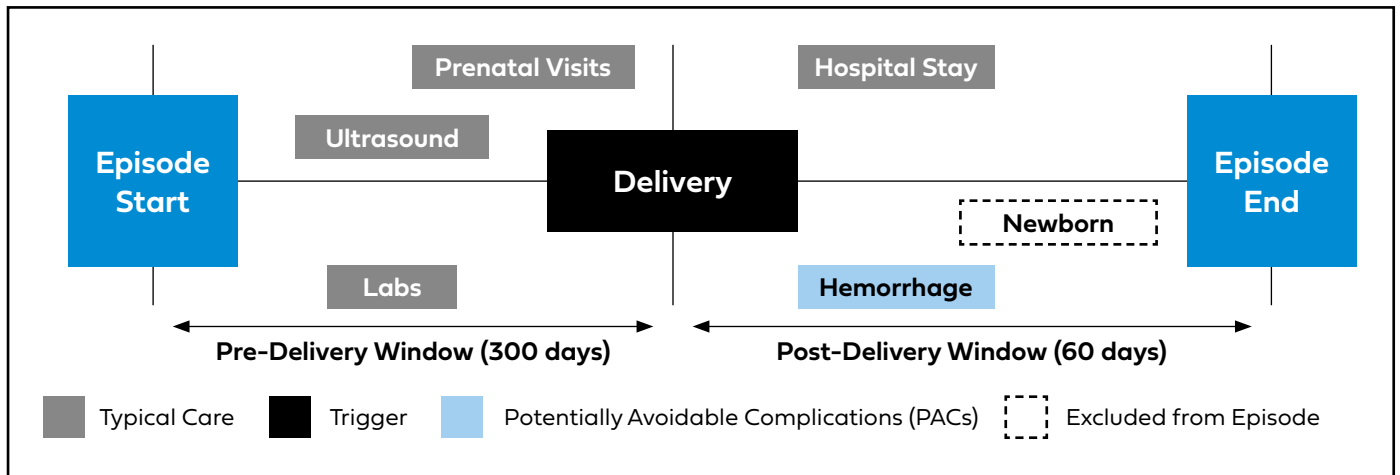 Prenatal Visits
Hospital Stay
Ultrasound
Episode
Start
Delivery
Episode
End
Newborn
Labs
Hemorrhage
Pre-Delivery Window (300 days)
Post-Delivery Window (60 days)
Typical Care
Trigger
Potentially Avoidable Complications (PACs)
Excluded from Episode